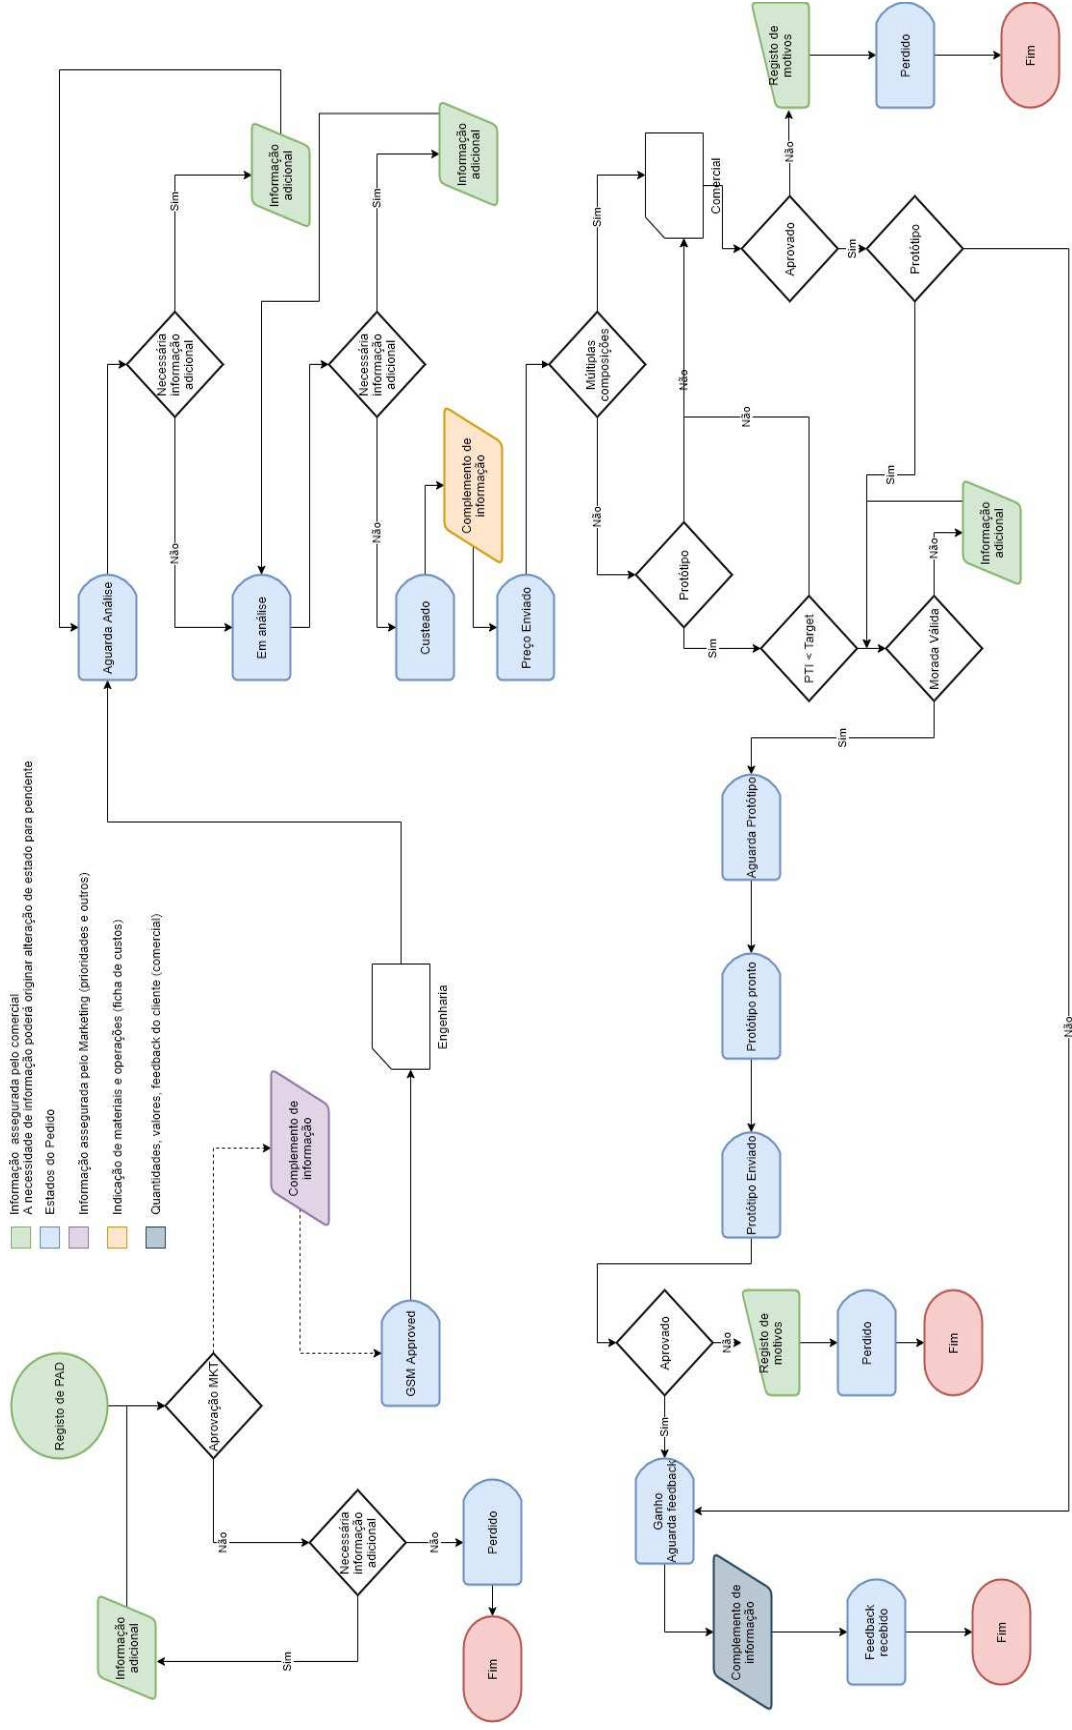 Informação assegurada pelo comercial
A necessidade de informação poderá originar alteração de estado para pendente
Estados do Pedido
Informação assegurada pelo Marketing (prioridades e outros)
Indicação de materiais e operações (ficha de custos)
Quantidades, valores, feedback do cliente (comercial)
Registo de PAD
Aprovação MKT
Não
Necessária
informação
adicional
Sim
Informação
adicional
Não
Perdido
Fim
Complemento de
informação
GSM Approved
Engenharia
Aguarda Análise
Necessária
informação
adicional
Sim
Informação
adicional
Não
Em análise
Necessária
informação
adicional
Sim
Informação
adicional
Não
Custeado
Complemento de
informação
Preço Enviado
Múltiplas
composições
Sim
Não
Comercial
Protótipo
Não
Sim
PTI < Target
Não
Aprovado
Não
Registo de
motivos
Perdido
Fim
Sim
Protótipo
Sim
Não
Morada Válida
Não
Informação
adicional
Sim
Aguarda Protótipo
Protótipo pronto
Protótipo Enviado
Aprovado
Não
Registo de
motivos
Perdido
Fim
Sim
Ganho
Aguarda feedback
Complemento de
informação
Feedback
recebido
Fim